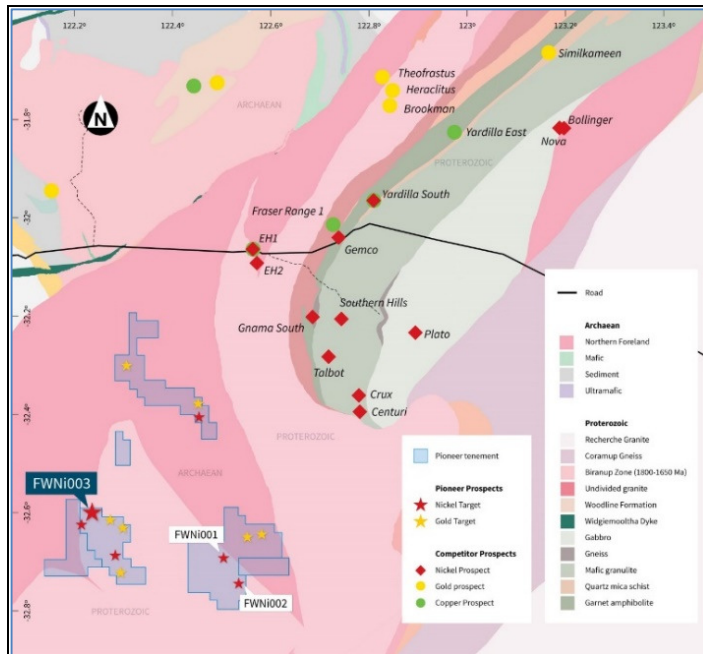 122.2°
122.4°
122.6°
122.8°
123°
123.2°
123.4°
Similkameen
Theofrastus
Heraclitus
Brookman
ARCHAEAN
-31.8°
N
Bollinger
Nova
Yardilla East
PROTEROZOIC
Yardilla South
-32°
Fraser Range 1
EH1
Gemco
EH2
Southern Hills
-32.2°
Gnama South
Plato
Talbot
Crux
Centuri
-32.4°
PROTEROZOIC
ARCHAEAN
FWNi003
-32.6°
FWNi001
FWNi002
-32.8°
PROTEROZOIC
Pioneer tenement
Pioneer Prospects
Nickel Target
Gold Target
Competitor Prospects
Nickel Prospect
Gold prospect
Copper Prospect
Road
Archaean
Northern Foreland
Mafic
Sediment
Ultramafic
Proterozoic
Recherche Granite
Coramup Gneiss
Biranup Zone (1800-1650 Ma)
Undivided granite
Woodline Formation
Widgiemooltha Dyke
Gabbro
Gneiss
Mafic granulite
Quartz mica schist
Garnet amphibolite